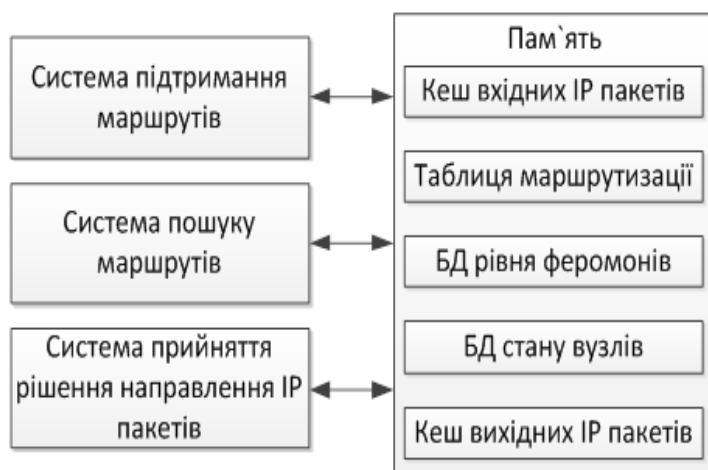 Система підтримання
маршрутів
Система пошуку
маршрутів
Система прийняття
рішення направлення IP
пакетів
Пам`ять
Кеш вхідних IP пакетів
Таблиця маршрутизації
БД рівня феромонів
БД стану вузлів
Кеш вихідних IP пакетів